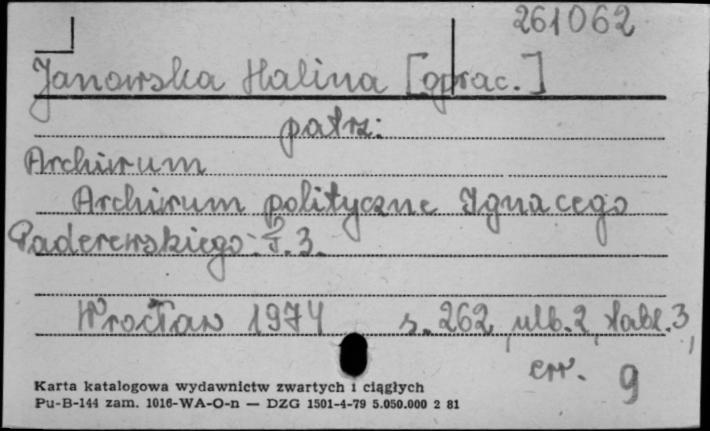 261062
Janowska Halina [oprac.]
patrz:
Archiwum
Archiwum polityczne Ignacego
Paderewskiego. T. 3.
Wrocław 1974 s. 262, ulb. 2, tabl. 3,
err. 9
Karta katalogowa wydawnictw zwartych i ciągłych
Pu-B-144 zam. 1016-WA-O-n — DZG 1501-4-79 5.050.000 2 81